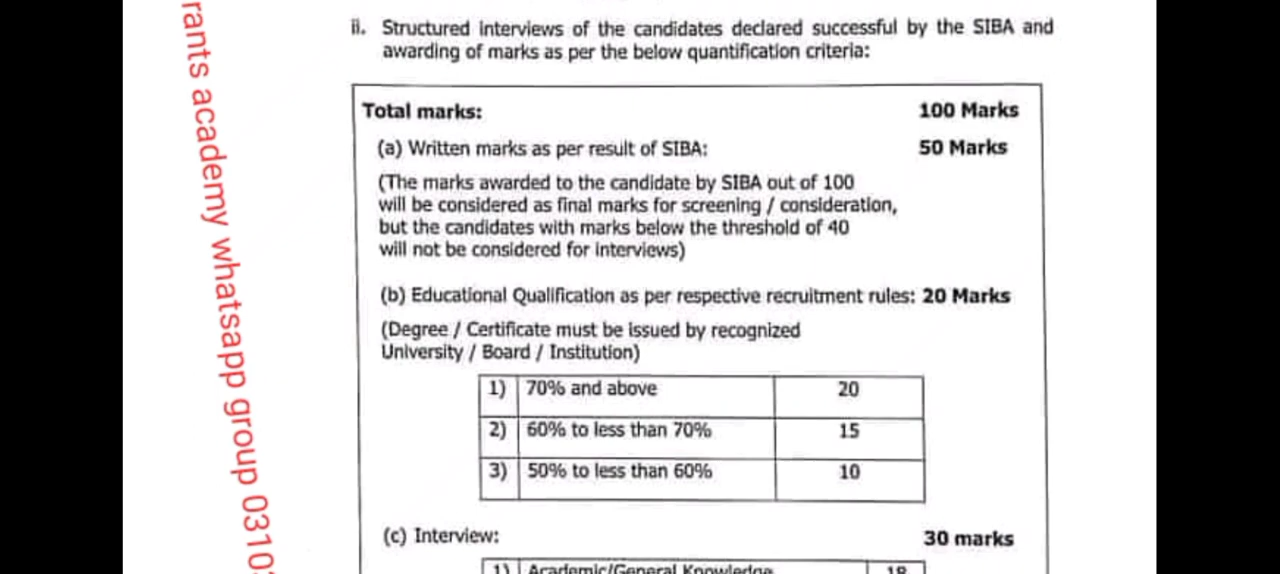 ii. Structured interviews of the candidates declared successful by the SIBA and
awarding of marks as per the below quantification criteria:
Total marks: 100 Marks
(a) Written marks as per result of SIBA: 50 Marks
(The marks awarded to the candidate by SIBA out of 100
will be considered as final marks for screening / consideration,
but the candidates with marks below the threshold of 40
will not be considered for interviews)
(b) Educational Qualification as per respective recruitment rules: 20 Marks
(Degree / Certificate must be issued by recognized
University / Board / Institution)
1) 70% and above 20
2) 60% to less than 70% 15
3) 50% to less than 60% 10
(c) Interview: 30 marks
1) Academic/General Knowledge 18
academy whatsapp group